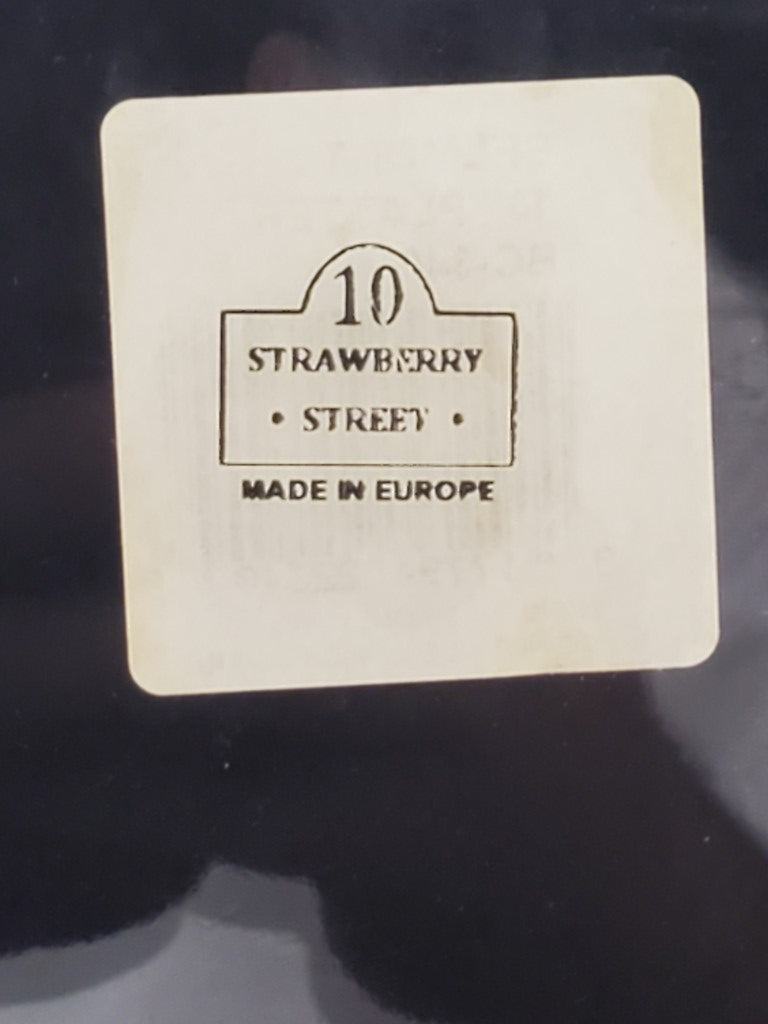 10
STRAWBERRY
• STREET •
MADE IN EUROPE